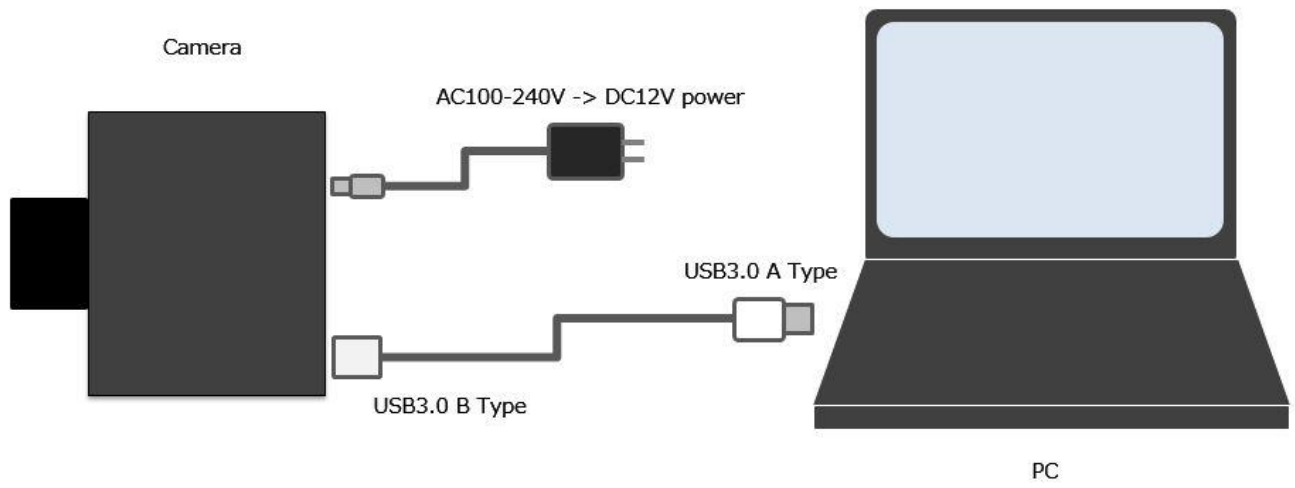 Camera
AC100-240V -> DC12V power
USB3.0 A Type
USB3.0 B Type
PC